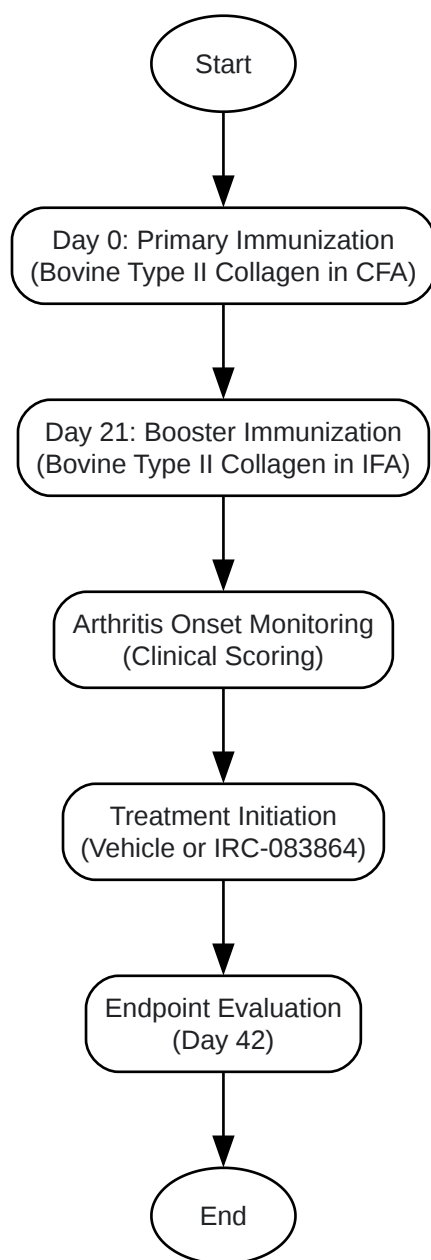 Start
Day 0: Primary Immunization
(Bovine Type II Collagen in CFA)
Day 21: Booster Immunization
(Bovine Type II Collagen in IFA)
Arthritis Onset Monitoring
(Clinical Scoring)
Treatment Initiation
(Vehicle or IRC-083864)
Endpoint Evaluation
(Day 42)
End